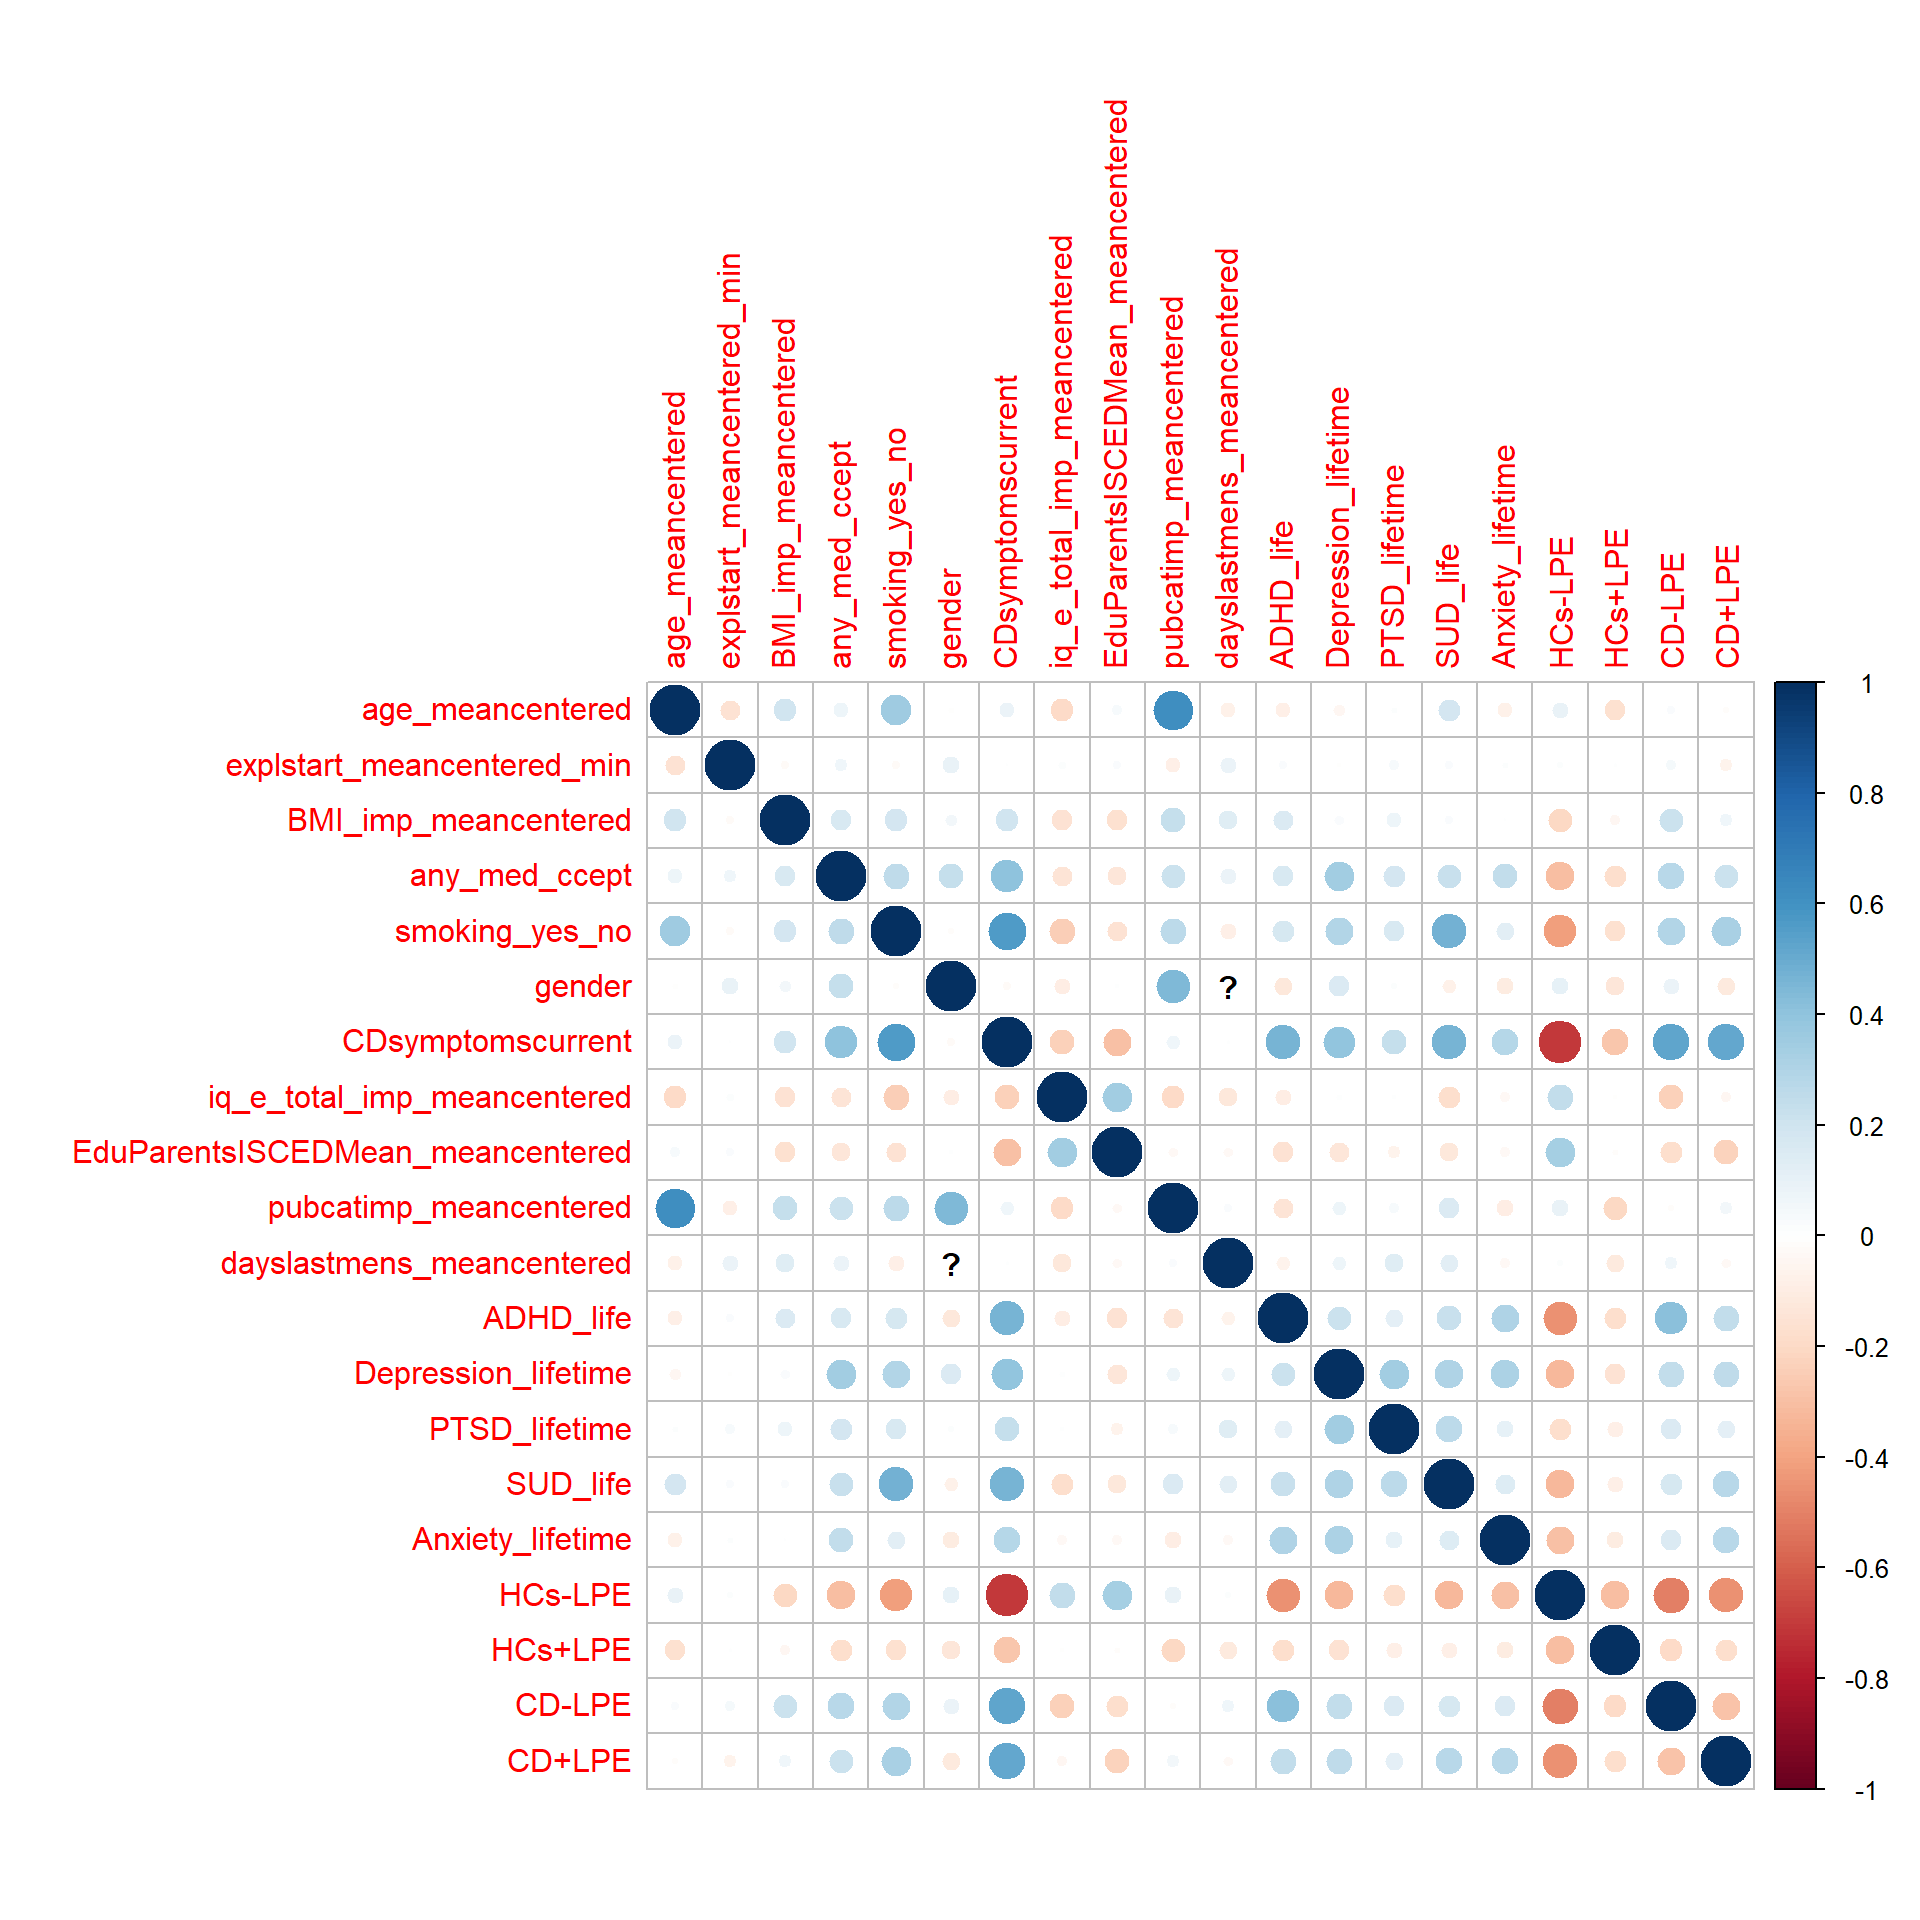 age_meancentered
explstart_meancentered_min
BMI_imp_meancentered
any_med_ccept
smoking_yes_no
gender
CDsymptomscurrent
iq_e_total_imp_meancentered
EduParentsISCEDMean_meancentered
pubcatimp_meancentered
dayslastmens_meancentered
ADHD_life
Depression_lifetime
PTSD_lifetime
SUD_life
Anxiety_lifetime
HCs-LPE
HCs+LPE
CD-LPE
CD+LPE
age_meancentered
explstart_meancentered_min
BMI_imp_meancentered
any_med_ccept
smoking_yes_no
gender ?
CDsymptomscurrent
iq_e_total_imp_meancentered
EduParentsISCEDMean_meancentered
pubcatimp_meancentered
dayslastmens_meancentered ?
ADHD_life
Depression_lifetime
PTSD_lifetime
SUD_life
Anxiety_lifetime
HCs-LPE
HCs+LPE
CD-LPE
CD+LPE
1
0.8
0.6
0.4
0.2
0
-0.2
-0.4
-0.6
-0.8
-1